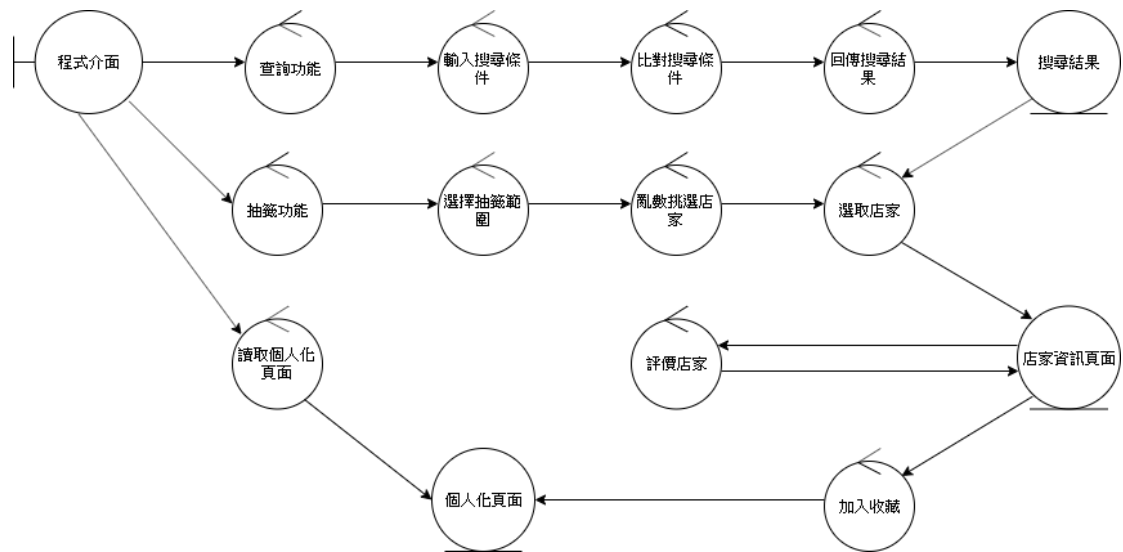 程式介面
查詢功能
輸入搜尋條
件
比對搜尋條
件
回傳搜尋結
果
搜尋結果
抽籤功能
選擇抽籤範
圍
亂數挑選店
家
選取店家
讀取個人化
頁面
評價店家
店家資訊頁面
個人化頁面
加入收藏